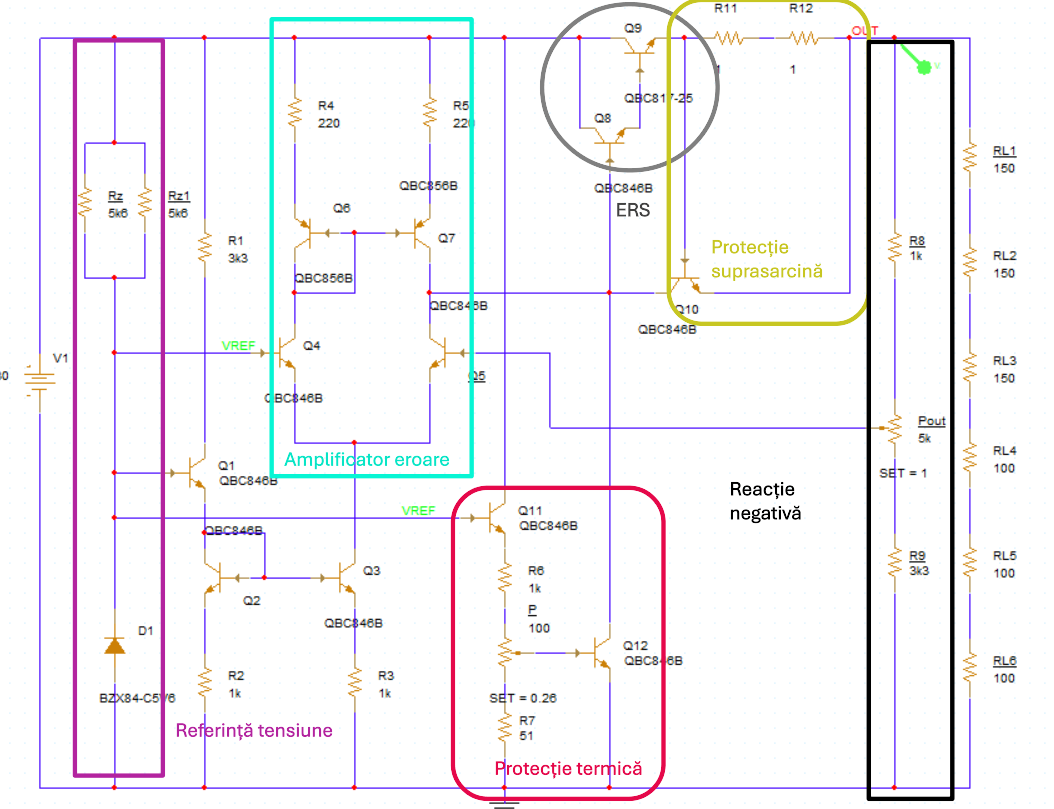 R11
R12
OUT
1
1
V
Q9
QBC817-25
Q8
QBC846B
ERS
R4
220
R5
220
QBC856B
Q6
Q7
QBC856B
QBC846B
Rz
5k6
Rz1
5k6
R1
3k3
Protecție
suprasarcină
Q10
QBC846B
R8
1k
RL1
150
RL2
150
RL3
150
VREF
Q4
QBC846B
Q5
V1
30
Amplificator eroare
Pout
5k
SET = 1
RL4
100
Q1
QBC846B
VREF
Q11
QBC846B
Reacție
negativă
QBC846B
Q2
Q3
QBC846B
R6
1k
P
100
SET = 0.26
R7
51
Q12
QBC846B
R9
3k3
RL5
100
RL6
100
D1
BZX84-C5V6
R2
1k
R3
1k
Referință tensiune
Protecție termică